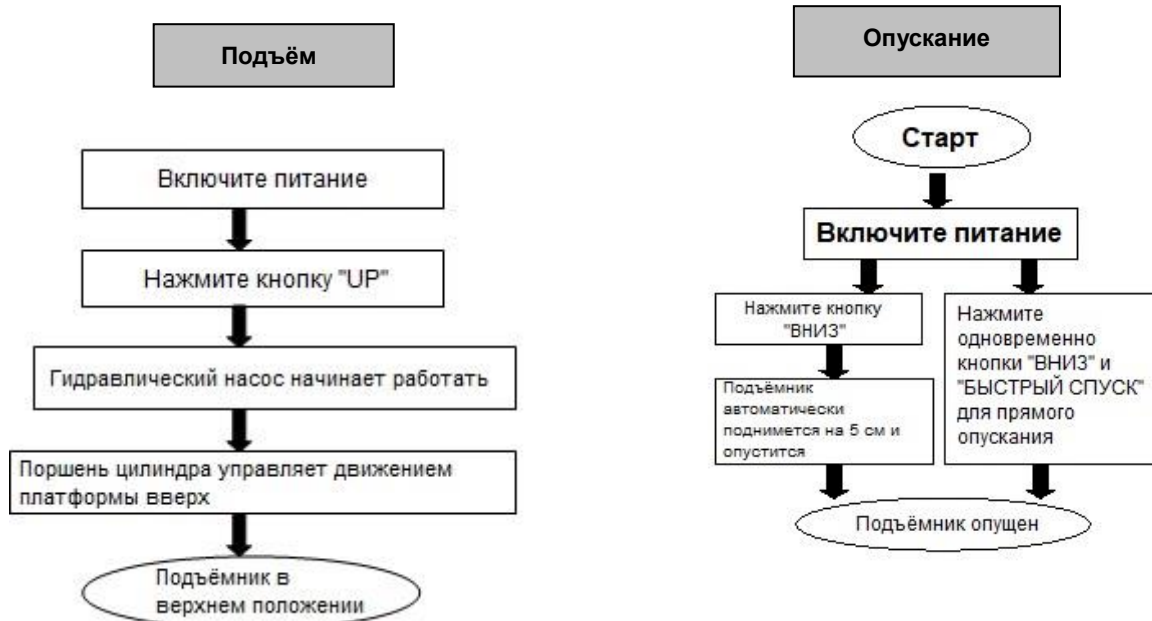 Подъём
Включите питание
Нажмите кнопку "UP"
Гидравлический насос начинает работать
Поршень цилиндра управляет движением
платформы вверх
Подъёмник в
верхнем положении
Опускание
Старт
Включите питание
Нажмите кнопку
"ВНИЗ"
Подъёмник
автоматически
поднимется на 5 см и
опустится
Нажмите
одновременно
кнопки "ВНИЗ" и
"БЫСТРЫЙ СПУСК"
для прямого
опускания
Подъёмник опущен